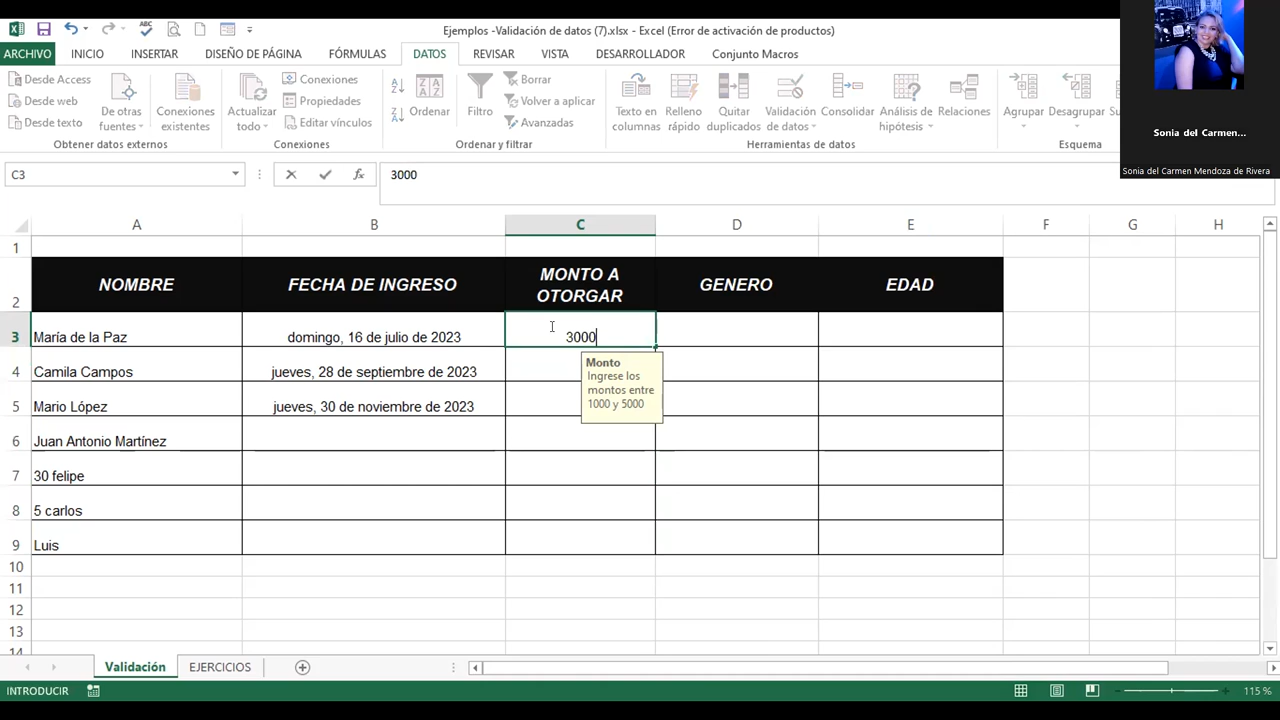 Ejemplos -Validación de datos (7).xlsx - Excel (Error de activación de productos)
ARCHIVO INICIO INSERTAR DISEÑO DE PÁGINA FÓRMULAS DATOS REVISAR VISTA DESARROLLADOR Conjunto Macros
Desde Access
Desde web
Desde texto
De otras
fuentes
Conexiones
existentes
Obtener datos externos
Actualizar
todo
Conexiones
Propiedades
Editar vínculos
Conexiones
Ordenar
Filtro
Borrar
Volver a aplicar
Avanzadas
Ordenar y filtrar
Texto en
columnas
Relleno
rápido
Quitar
duplicados
Validación
de datos
Consolidar
Análisis de
hipótesis
Relaciones
Herramientas de datos
Agrupar
Desagrupar
Esquema
Sonia del Carmen...
Sonia del Carmen Mendoza de Rivera
C3 fx 3000
A B C D E F G H
1
2 NOMBRE FECHA DE INGRESO MONTO A OTORGAR GENERO EDAD
3 María de la Paz domingo, 16 de julio de 2023 3000
4 Camila Campos jueves, 28 de septiembre de 2023
5 Mario López jueves, 30 de noviembre de 2023
6 Juan Antonio Martínez
7 30 felipe
8 5 carlos
9 Luis
10
11
12
13
14
Monto
Ingrese los
montos entre
1000 y 5000
Validación EJERCICIOS
INTRODUCIR
115 %